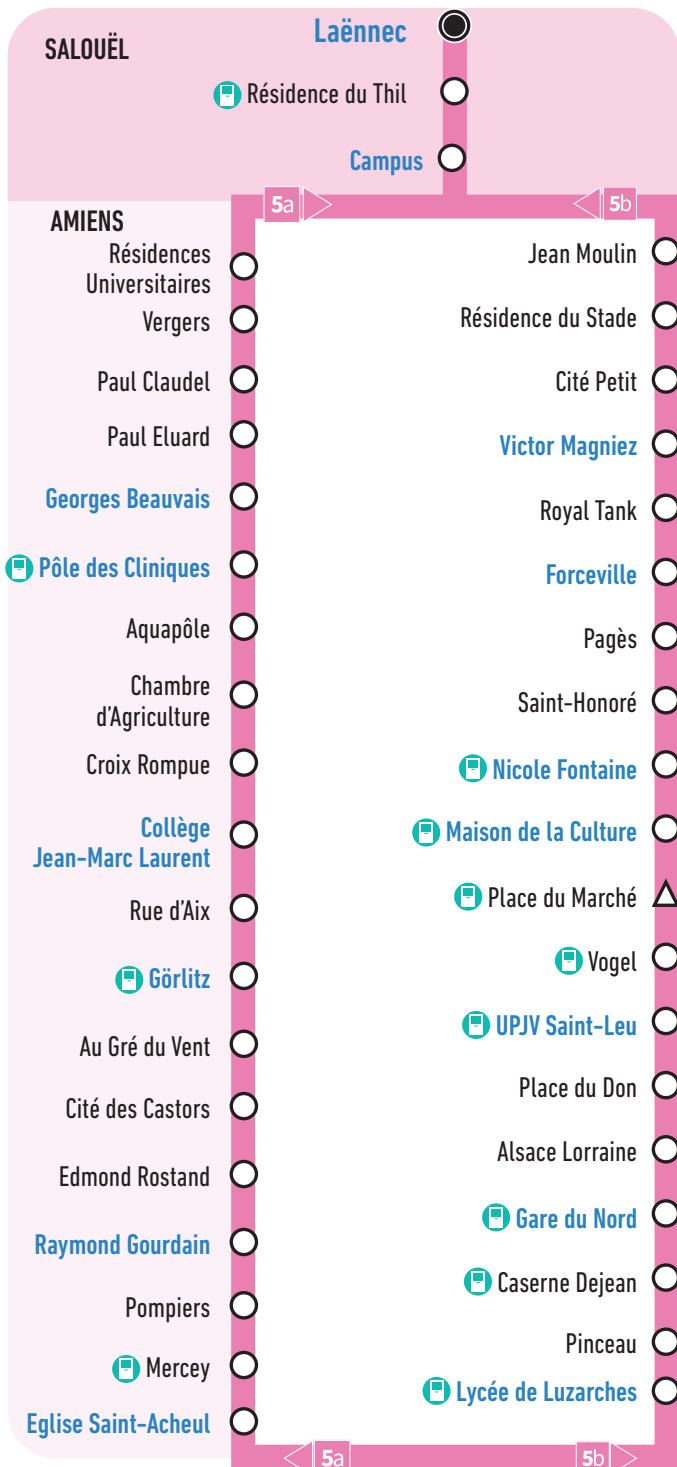 SALOUËL
Laënnec
Résidence du Thil
Campus
5a
5b
AMIENS
Résidences
Universitaires
Vergers
Paul Claudel
Paul Eluard
Georges Beauvais
Pôle des Cliniques
Aquapôle
Chambre
d'Agriculture
Croix Rompue
Collège
Jean-Marc Laurent
Rue d'Aix
Görlitz
Au Gré du Vent
Cité des Castors
Edmond Rostand
Raymond Gourdain
Pompiers
Mercey
Eglise Saint-Acheul
Jean Moulin
Résidence du Stade
Cité Petit
Victor Magniez
Royal Tank
Forceville
Pagès
Saint-Honoré
Nicole Fontaine
Maison de la Culture
Place du Marché
Vogel
UPJV Saint-Leu
Place du Don
Alsace Lorraine
Gare du Nord
Caserne Dejean
Pinceau
Lycée de Luzarches
5a
5b